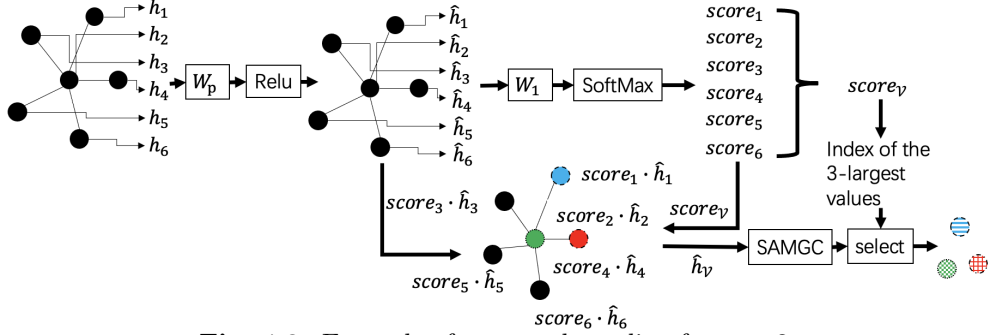 h₁
h₂
h₃
h₄
h₅
h₆
Wₚ
Relu
ĥ₁
ĥ₂
ĥ₃
ĥ₄
ĥ₅
ĥ₆
W₁
SoftMax
score₁
score₂
score₃
score₄
score₅
score₆
score𝒱
Index of the
3-largest
values
score₃ · ĥ₃
score₁ · ĥ₁
score₂ · ĥ₂
score₄ · ĥ₄
score₅ · ĥ₅
score₆ · ĥ₆
score𝒱
ĥ𝒱
SAMGC
select